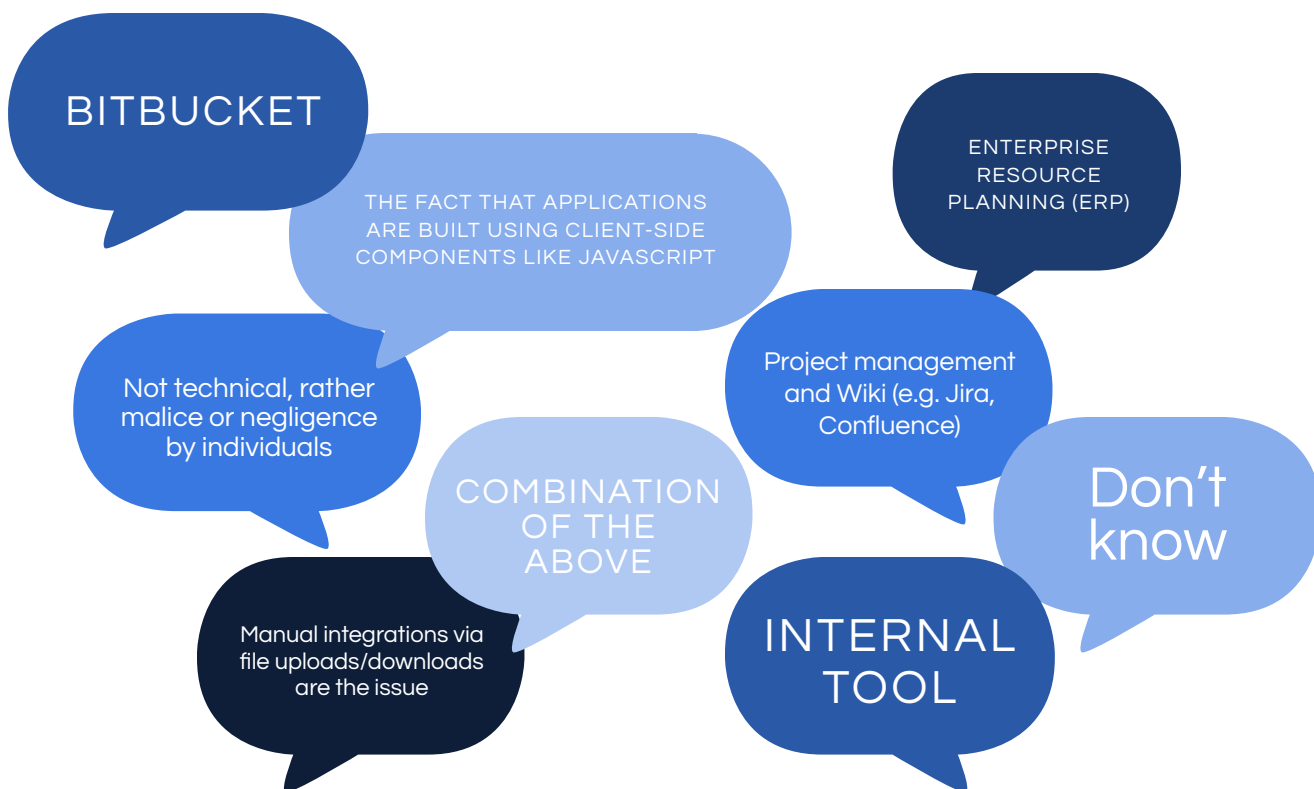 BITBUCKET
THE FACT THAT APPLICATIONS
ARE BUILT USING CLIENT-SIDE
COMPONENTS LIKE JAVASCRIPT
ENTERPRISE
RESOURCE
PLANNING (ERP)
Not technical, rather
malice or negligence
by individuals
Project management
and Wiki (e.g. Jira,
Confluence)
COMBINATION
OF THE
ABOVE
Don’t
know
Manual integrations via
file uploads/downloads
are the issue
INTERNAL
TOOL